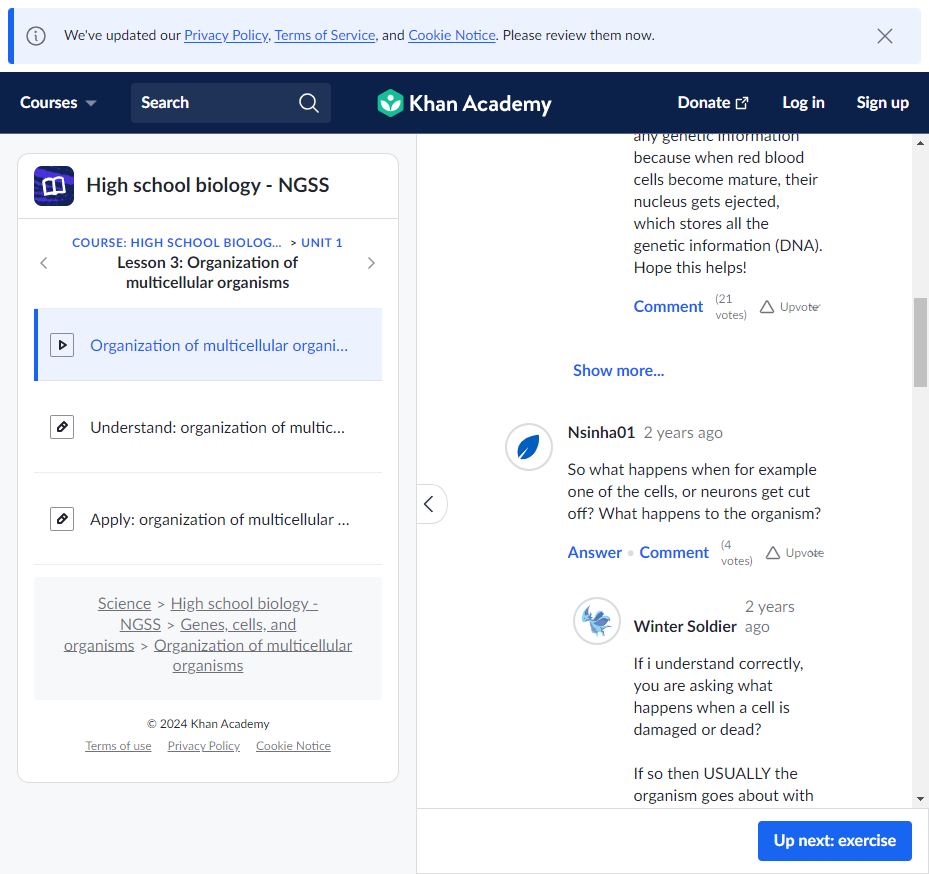 We've updated our Privacy Policy, Terms of Service, and Cookie Notice. Please review them now.
Courses
Search
Khan Academy
Donate
Log in
Sign up
High school biology - NGSS
COURSE: HIGH SCHOOL BIOLOG... > UNIT 1
Lesson 3: Organization of
multicellular organisms
Organization of multicellular organi...
Understand: organization of multic...
Apply: organization of multicellular ...
Science > High school biology -
NGSS > Genes, cells, and
organisms > Organization of multicellular
organisms
© 2024 Khan Academy
Terms of use Privacy Policy Cookie Notice
any genetic information
because when red blood
cells become mature, their
nucleus gets ejected,
which stores all the
genetic information (DNA).
Hope this helps!
Comment (21 votes) Upvote
Show more...
Nsinha01 2 years ago
So what happens when for example
one of the cells, or neurons get cut
off? What happens to the organism?
Answer • Comment (4 votes) Upvote
Winter Soldier 2 years ago
If i understand correctly,
you are asking what
happens when a cell is
damaged or dead?
If so then USUALLY the
organism goes about with
Up next: exercise